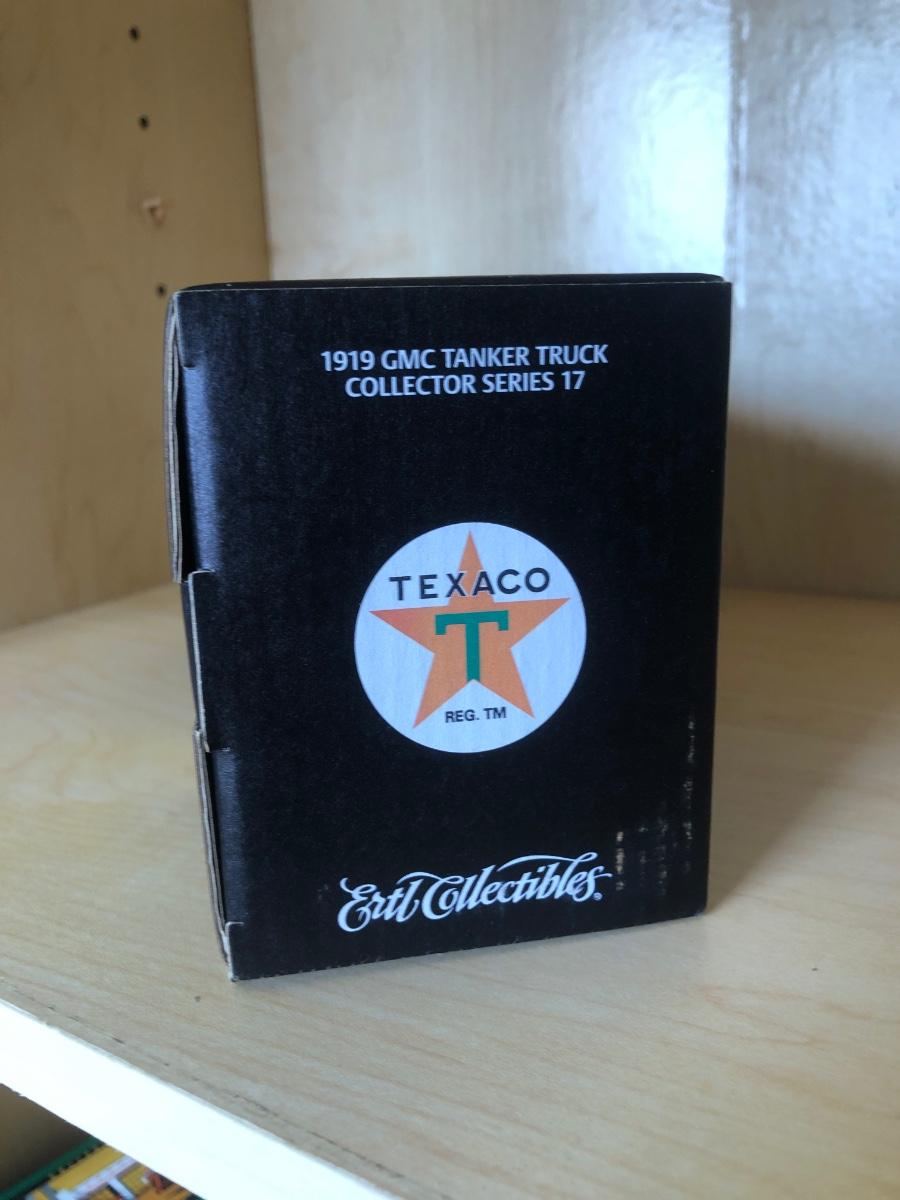 1919 GMC TANKER TRUCK
COLLECTOR SERIES 17
TEXACO
T
REG. TM
Ertl Collectibles